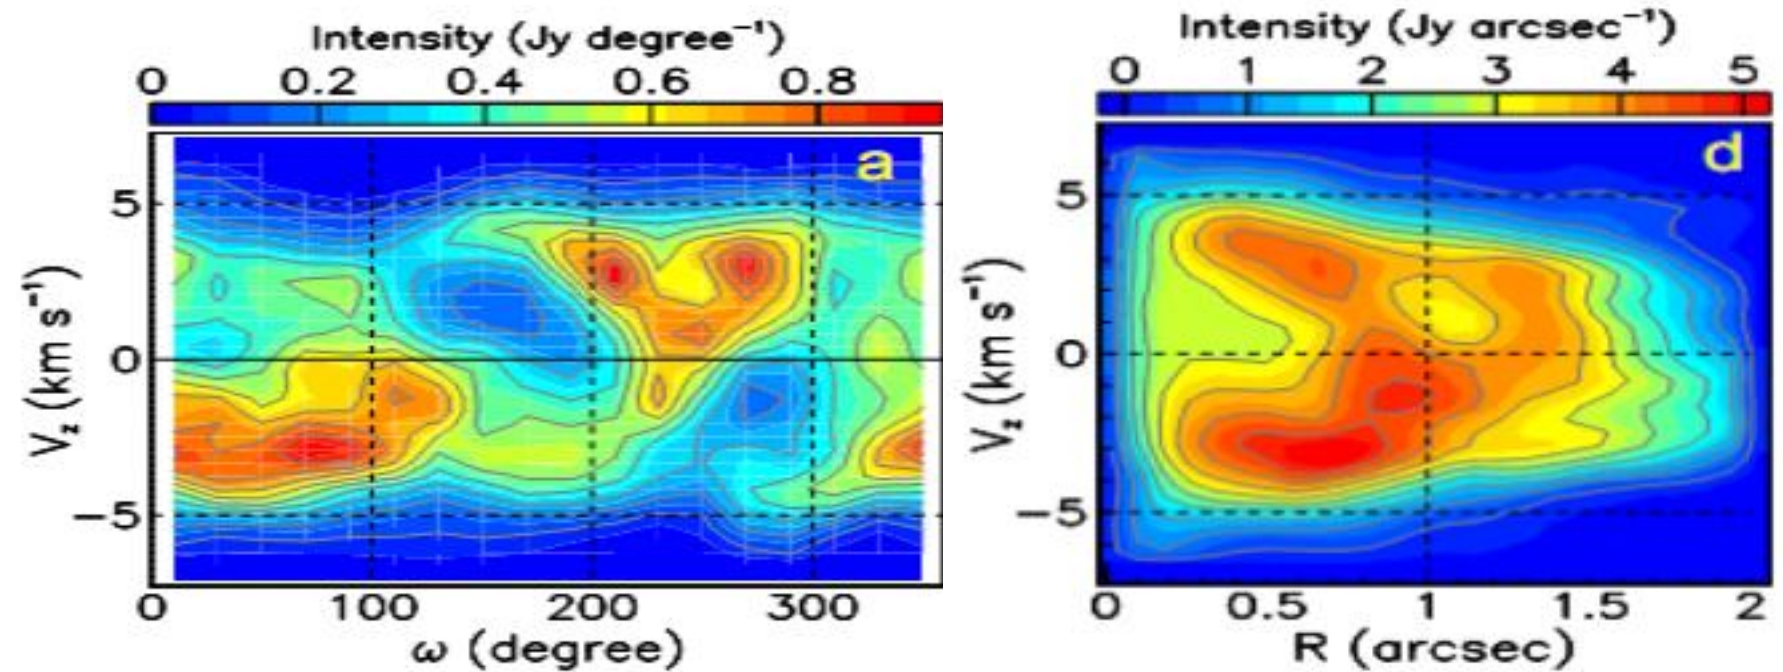 Intensity (Jy degree⁻¹)
0 0.2 0.4 0.6 0.8
a
5
0
−5
V_z (km s⁻¹)
0 100 200 300
ω (degree)
Intensity (Jy arcsec⁻¹)
0 1 2 3 4 5
d
5
0
−5
V_z (km s⁻¹)
0 0.5 1 1.5 2
R (arcsec)